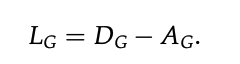 L_G = D_G − A_G.